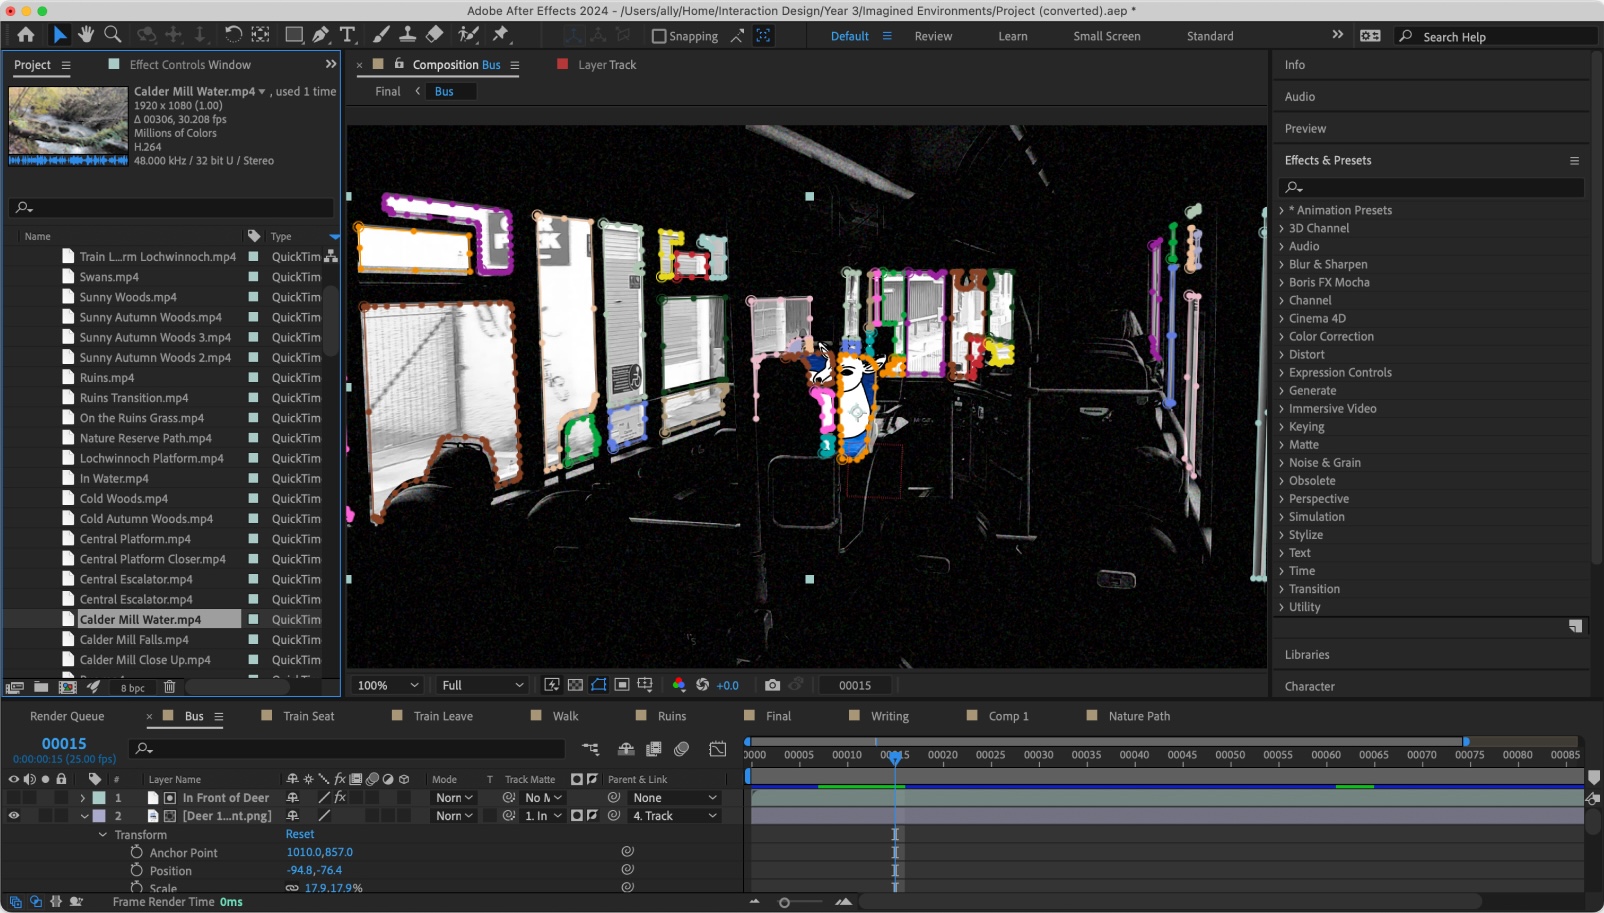 Adobe After Effects 2024 - /Users/ally/Home/Interaction Design/Year 3/Imagined Environments/Project (converted).aep *
Snapping
Default
Review
Learn
Small Screen
Standard
Search Help
Project
Effect Controls Window
Composition Bus
Layer Track
Final
Bus
Calder Mill Water.mp4 , used 1 time
1920 x 1080 (1.00)
Δ 00306, 30.208 fps
Millions of Colors
H.264
48.000 kHz / 32 bit U / Stereo
Name
Type
Train L...rm Lochwinnoch.mp4 QuickTim
Swans.mp4 QuickTim
Sunny Woods.mp4 QuickTim
Sunny Autumn Woods.mp4 QuickTim
Sunny Autumn Woods 3.mp4 QuickTim
Sunny Autumn Woods 2.mp4 QuickTim
Ruins.mp4 QuickTim
Ruins Transition.mp4 QuickTim
On the Ruins Grass.mp4 QuickTim
Nature Reserve Path.mp4 QuickTim
Lochwinnoch Platform.mp4 QuickTim
In Water.mp4 QuickTim
Cold Woods.mp4 QuickTim
Cold Autumn Woods.mp4 QuickTim
Central Platform.mp4 QuickTim
Central Platform Closer.mp4 QuickTim
Central Escalator.mp4 QuickTim
Central Escalator.mp4 QuickTim
Calder Mill Water.mp4 QuickTim
Calder Mill Falls.mp4 QuickTim
Calder Mill Close Up.mp4 QuickTim
8 bpc
100%
Full
+0.0
00015
Info
Audio
Preview
Effects & Presets
* Animation Presets
3D Channel
Audio
Blur & Sharpen
Boris FX Mocha
Channel
Cinema 4D
Color Correction
Distort
Expression Controls
Generate
Immersive Video
Keying
Matte
Noise & Grain
Obsolete
Perspective
Simulation
Stylize
Text
Time
Transition
Utility
Libraries
Character
Render Queue
Bus
Train Seat
Train Leave
Walk
Ruins
Final
Writing
Comp 1
Nature Path
00015
0:00:00:15 (25.00 fps)
0000 00005 00010 00015 00020 00025 00030 00035 00040 00045 00050 00055 00060 00065 00070 00075 00080 00085
# Layer Name fx Mode T Track Matte Parent & Link
1 In Front of Deer fx Norn No M None
2 [Deer 1...nt.png] Norn 1. In 4. Track
Transform Reset
Anchor Point 1010.0,857.0
Position -94.8,-76.4
Scale 17.9,17.9%
Frame Render Time 0ms